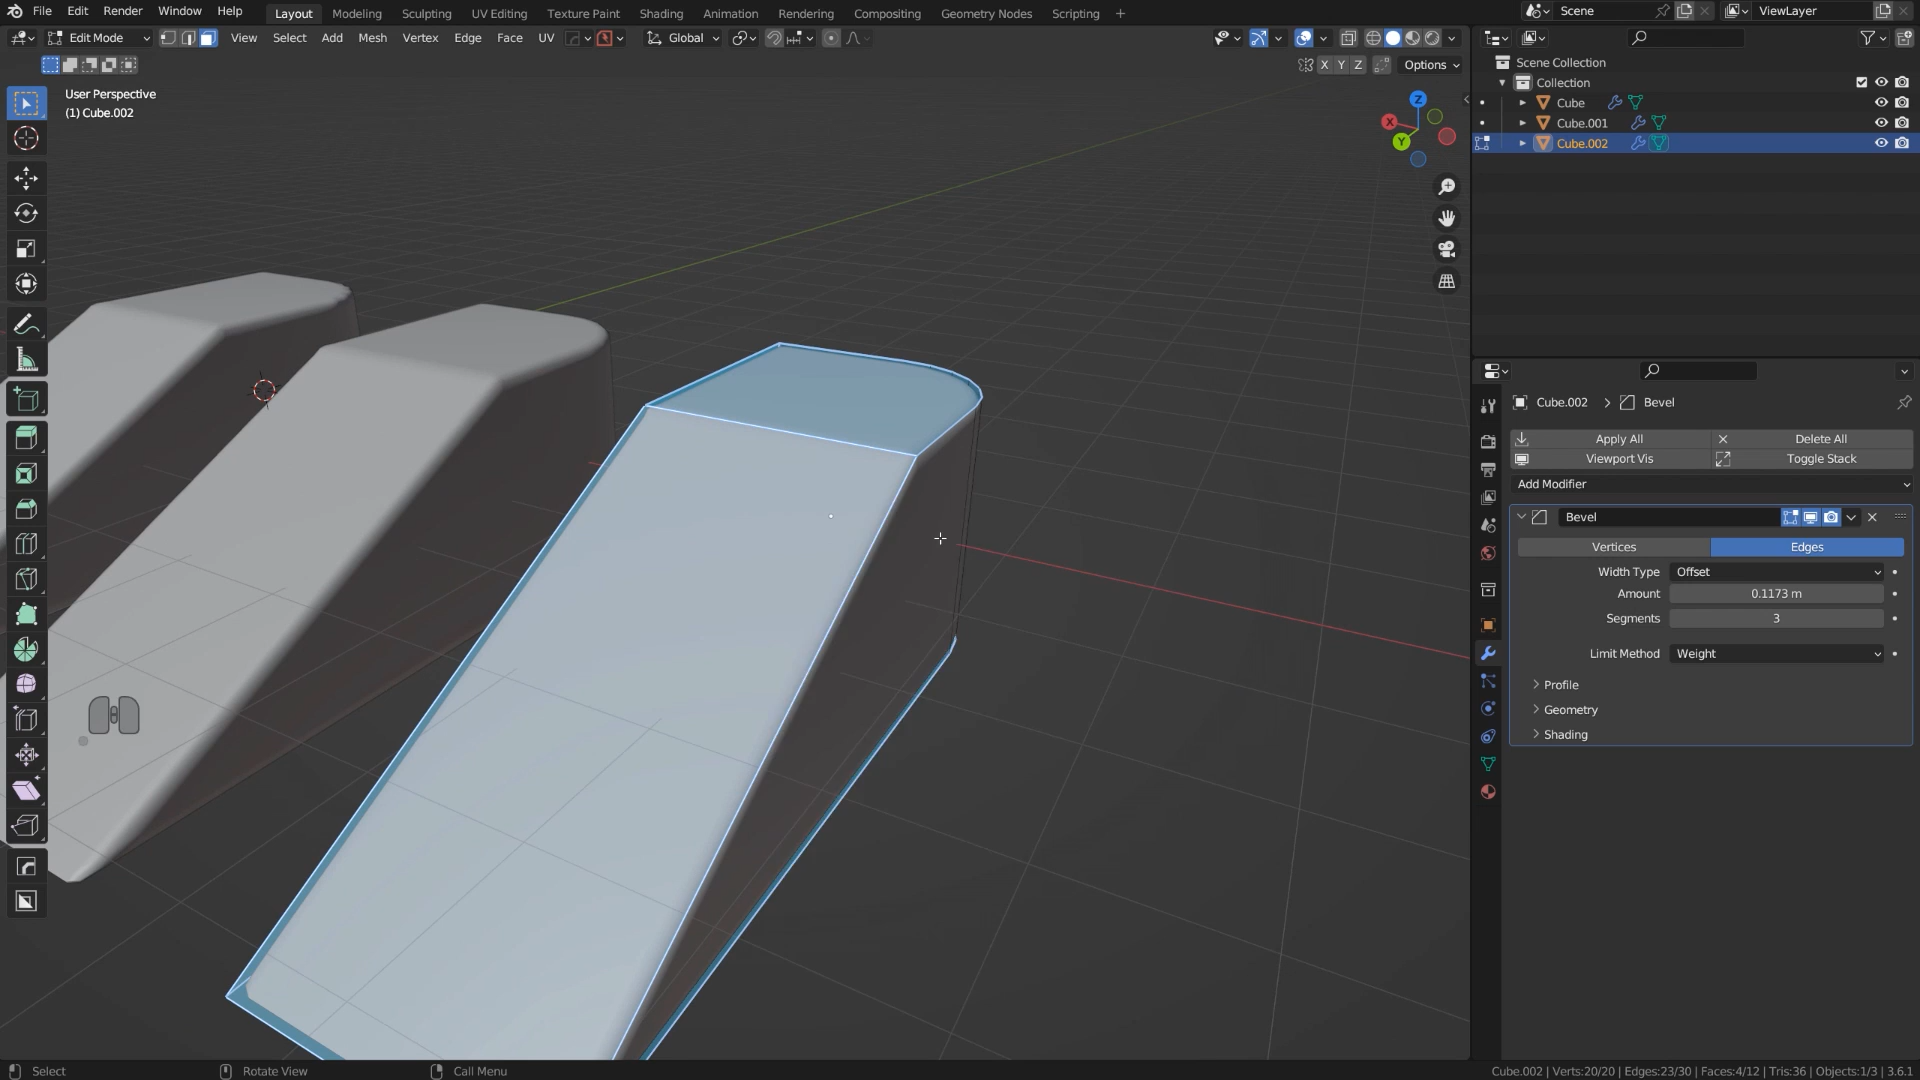 File Edit Render Window Help Layout Modeling Sculpting UV Editing Texture Paint Shading Animation Rendering Compositing Geometry Nodes Scripting + Scene ViewLayer
Edit Mode View Select Add Mesh Vertex Edge Face UV Global
X Y Z Options
User Perspective
(1) Cube.002
Z
X
Y
Scene Collection
Collection
Cube
Cube.001
Cube.002
Cube.002 > Bevel
Apply All Delete All
Viewport Vis Toggle Stack
Add Modifier
Bevel
Vertices Edges
Width Type Offset
Amount 0.1173 m
Segments 3
Limit Method Weight
Profile
Geometry
Shading
Select Rotate View Call Menu Cube.002 | Verts:20/20 | Edges:23/30 | Faces:4/12 | Tris:36 | Objects:1/3 | 3.6.1